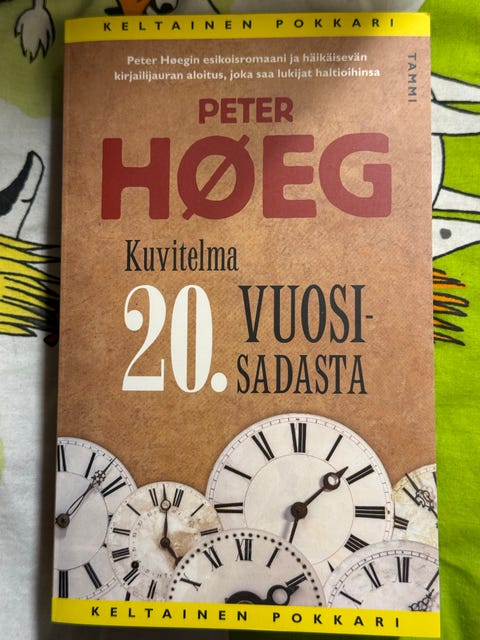 KELTAINEN POKKARI
Peter Høegin esikoisromaani ja häikäisevän
kirjailijauran aloitus, joka saa lukijat haltioihinsa
TAMMI
PETER
HØEG
Kuvitelma
20. VUOSI-
SADASTA
KELTAINEN POKKARI